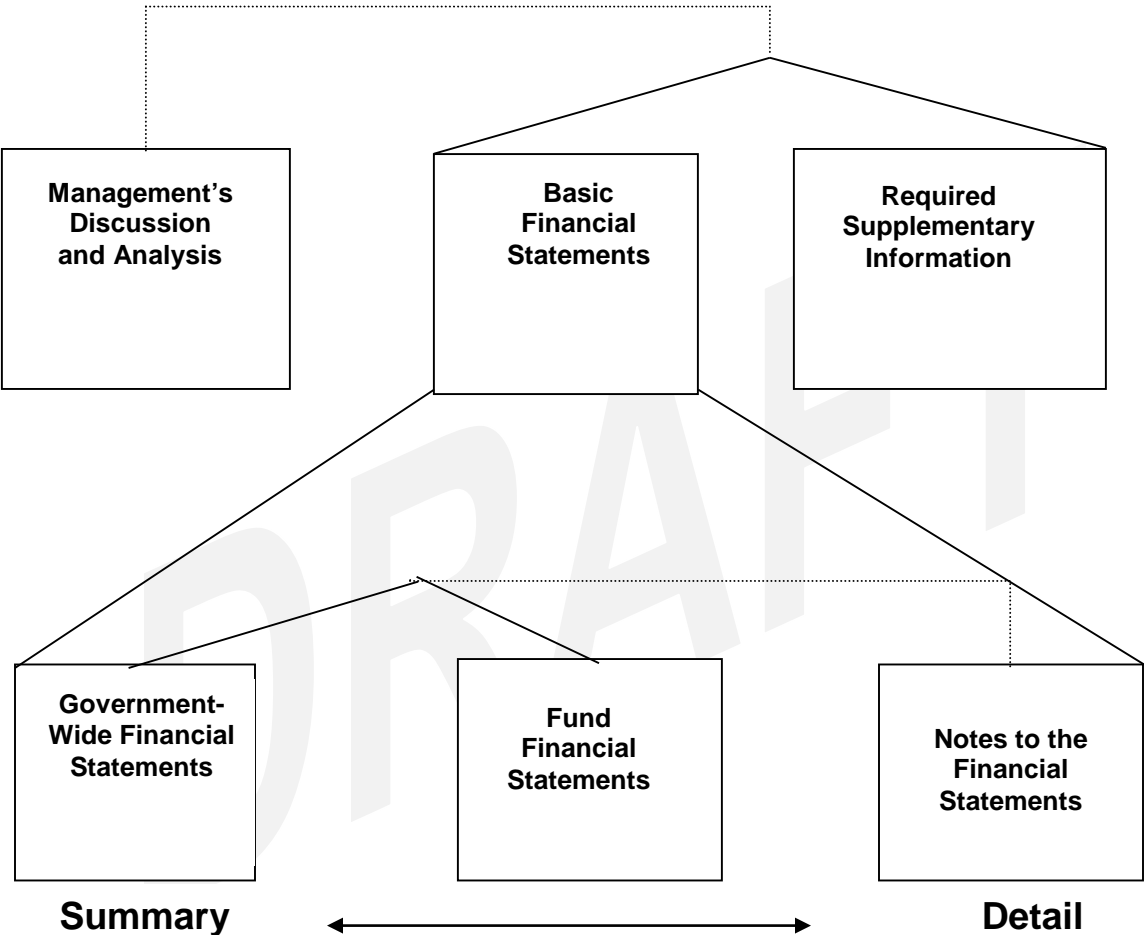 Management’s
Discussion
and Analysis
Basic
Financial
Statements
Required
Supplementary
Information
Government-
Wide Financial
Statements
Fund
Financial
Statements
Notes to the
Financial
Statements
Summary
Detail
DRAFT